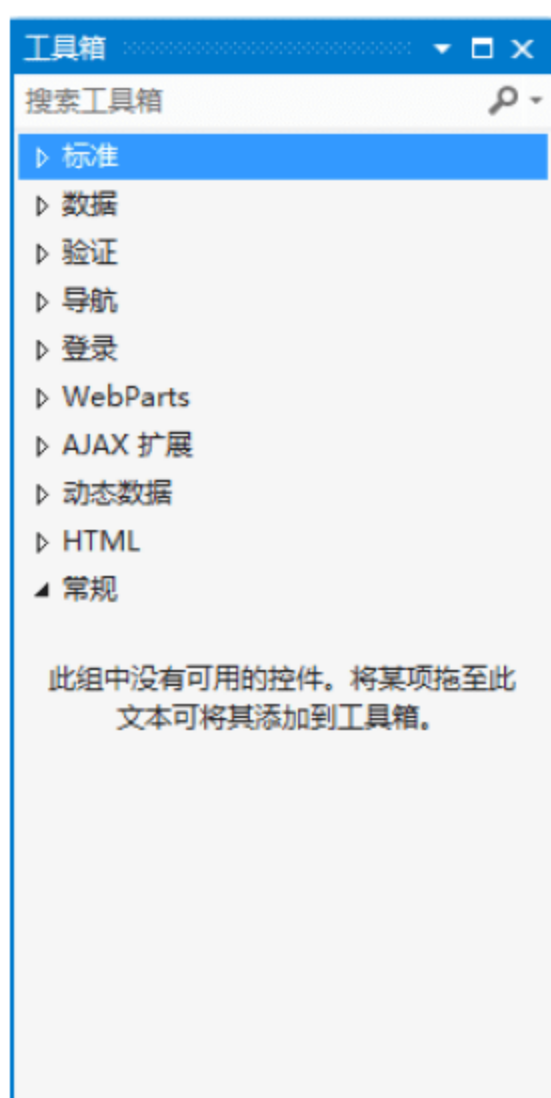 工具箱
搜索工具箱
标准
数据
验证
导航
登录
WebParts
AJAX 扩展
动态数据
HTML
常规
此组中没有可用的控件。将某项拖至此
文本可将其添加到工具箱。